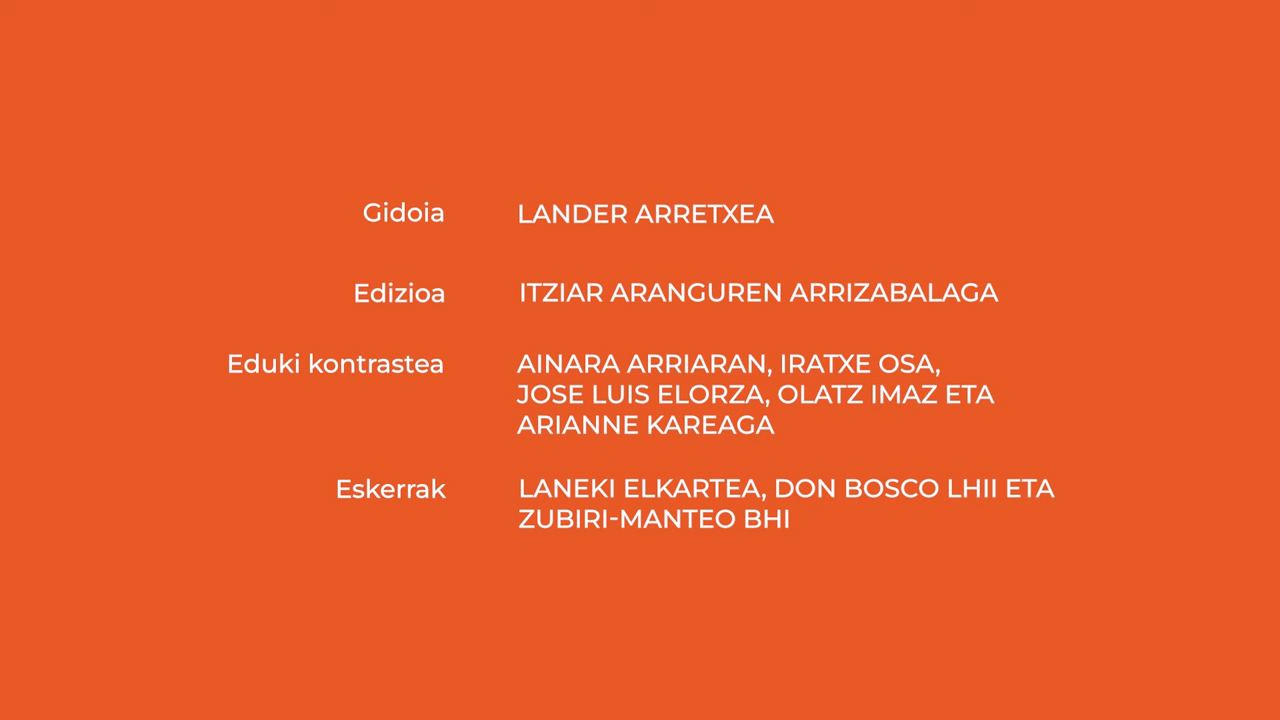 Gidoia LANDER ARRETXEA
Edizioa ITZIAR ARANGUREN ARRIZABALAGA
Eduki kontrastea AINARA ARRIARAN, IRATXE OSA,
JOSE LUIS ELORZA, OLATZ IMAZ ETA
ARIANNE KAREAGA
Eskerrak LANEKI ELKARTEA, DON BOSCO LHII ETA
ZUBIRI-MANTEO BHI